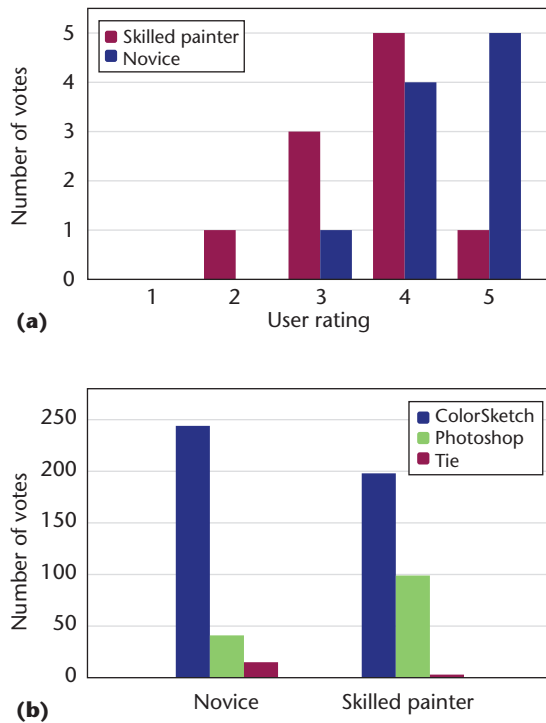 Skilled painter
Novice
Number of votes
5
3
4
2
1
0
1 2 3 4 5
User rating
(a)
ColorSketch
Photoshop
Tie
Number of votes
250
200
150
100
50
0
Novice Skilled painter
(b)